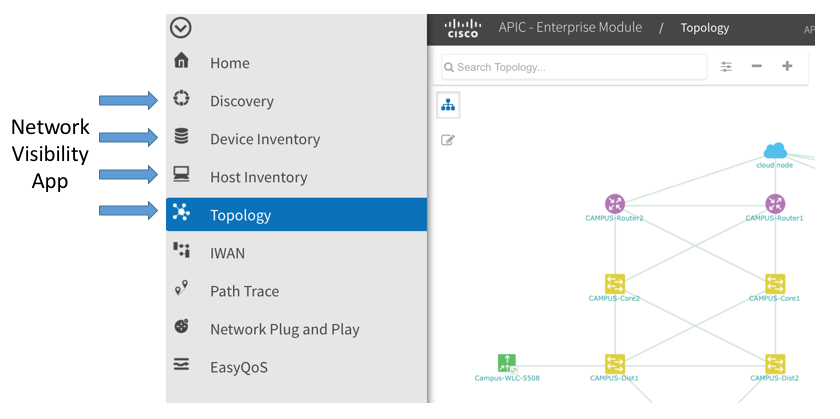 Network
Visibility
App
Home
Discovery
Device Inventory
Host Inventory
Topology
IWAN
Path Trace
Network Plug and Play
EasyQoS
CISCO
APIC - Enterprise Module / Topology
AP
Search Topology...
cloud node
CAMPUS-Router2
CAMPUS-Router1
CAMPUS-Core2
CAMPUS-Core1
Campus-WLC-5508
CAMPUS-Dist1
CAMPUS-Dist2